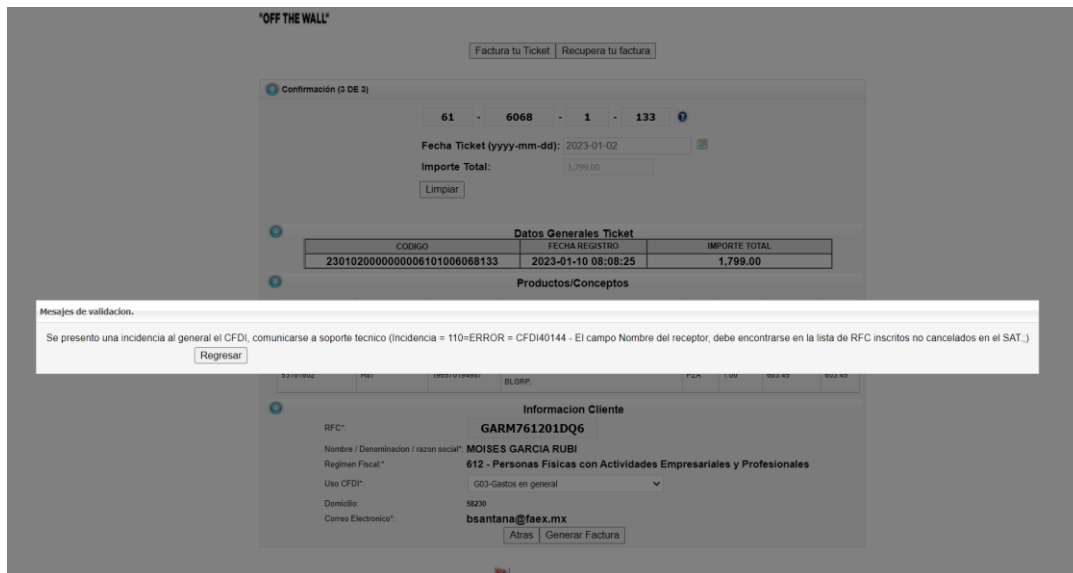 "OFF THE WALL"
Factura tu Ticket Recupera tu factura
Confirmación (3 DE 3)
61 - 6068 - 1 - 133
Fecha Ticket (yyyy-mm-dd): 2023-01-02
Importe Total: 1,799.00
Limpiar
Datos Generales Ticket
CODIGO FECHA REGISTRO IMPORTE TOTAL
2301020000000006101006068133 2023-01-10 08:08:25 1,799.00
Productos/Conceptos
Mesajes de validacion.
Se presento una incidencia al general el CFDI, comunicarse a soporte tecnico (Incidencia = 110=ERROR = CFDI40144 - El campo Nombre del receptor, debe encontrarse en la lista de RFC inscritos no cancelados en el SAT.;)
Regresar
BLGRP,
Informacion Cliente
RFC*: GARM761201DQ6
Nombre / Denominacion / razon social*: MOISES GARCIA RUBI
Regimen Fiscal:* 612 - Personas Físicas con Actividades Empresariales y Profesionales
Uso CFDI*: G03-Gastos en general
Domicilio: 58230
Correo Electronico*: bsantana@faex.mx
Atras Generar Factura